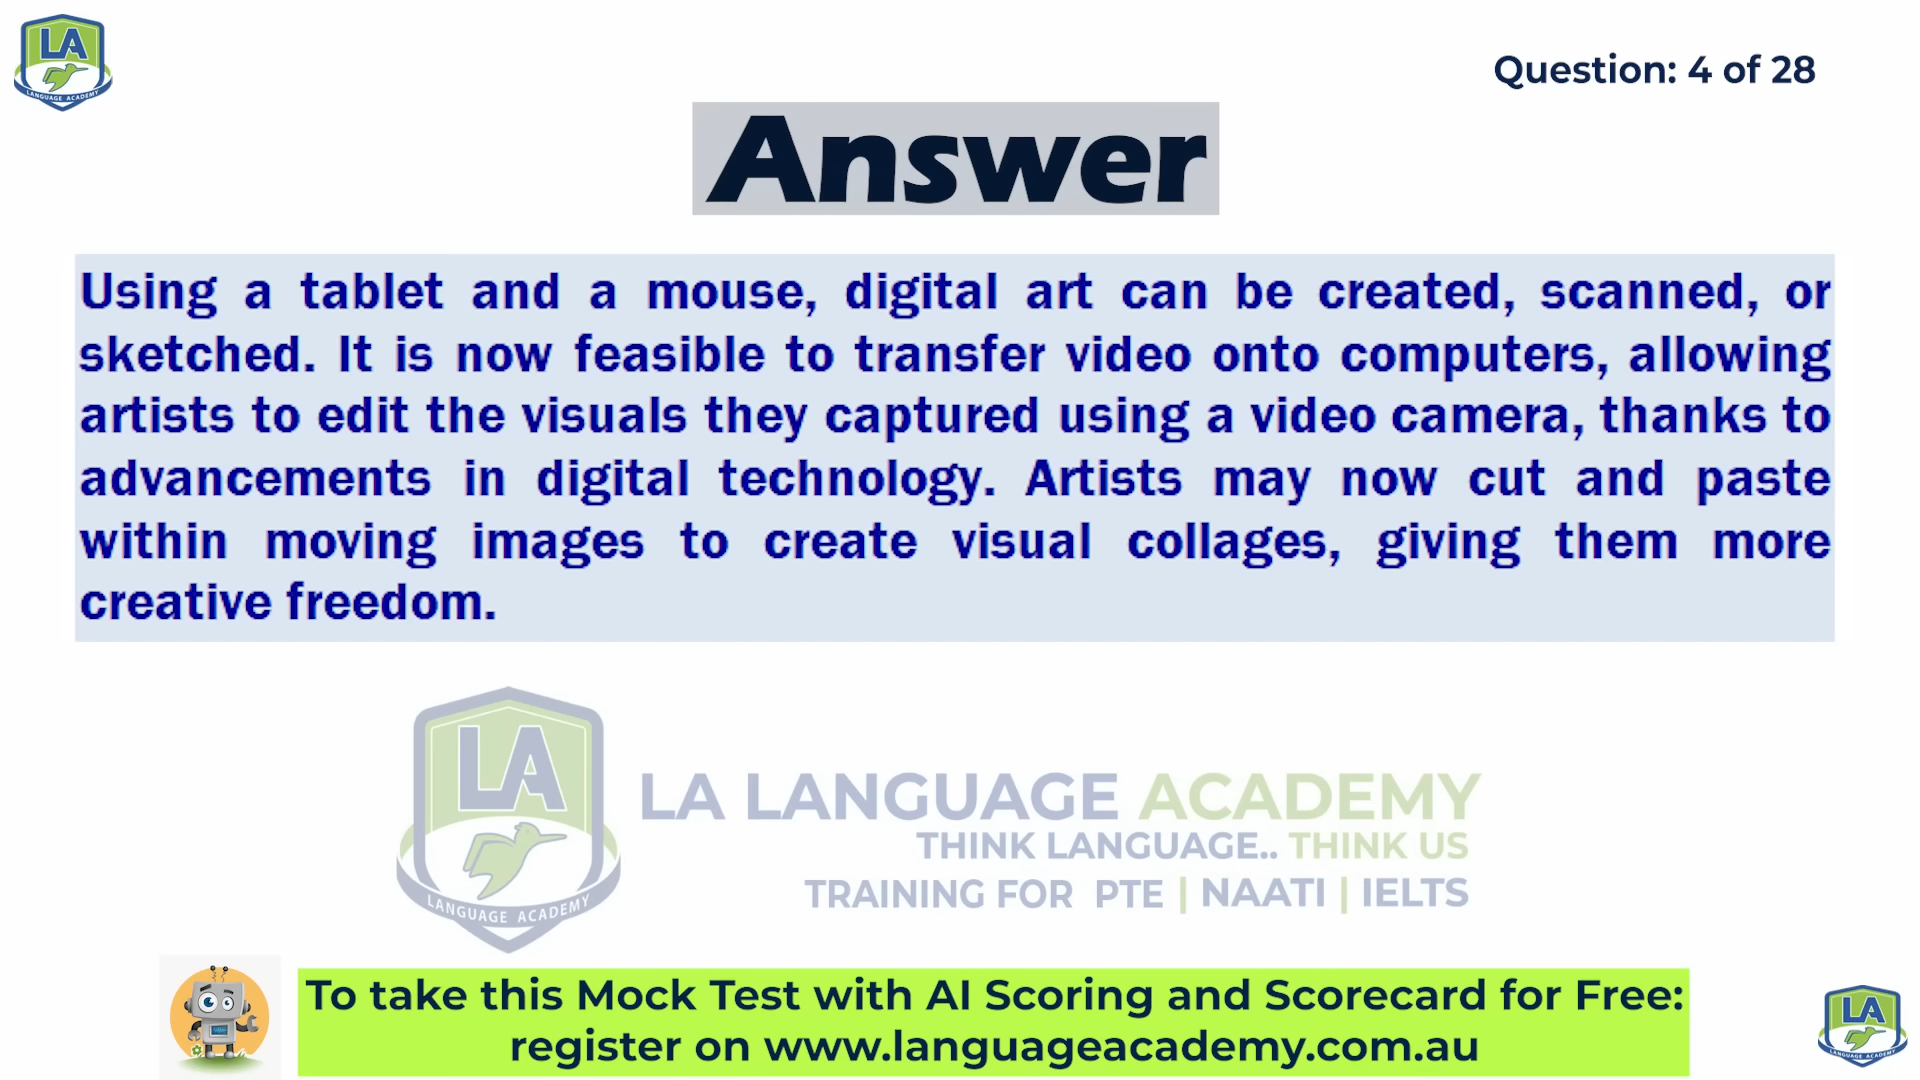 LA
LANGUAGE ACADEMY
Question: 4 of 28
Answer
Using a tablet and a mouse, digital art can be created, scanned, or
sketched. It is now feasible to transfer video onto computers, allowing
artists to edit the visuals they captured using a video camera, thanks to
advancements in digital technology. Artists may now cut and paste
within moving images to create visual collages, giving them more
creative freedom.
LA
LANGUAGE ACADEMY
LA LANGUAGE ACADEMY
THINK LANGUAGE.. THINK US
TRAINING FOR PTE | NAATI | IELTS
To take this Mock Test with AI Scoring and Scorecard for Free:
register on www.languageacademy.com.au
LA
LANGUAGE ACADEMY